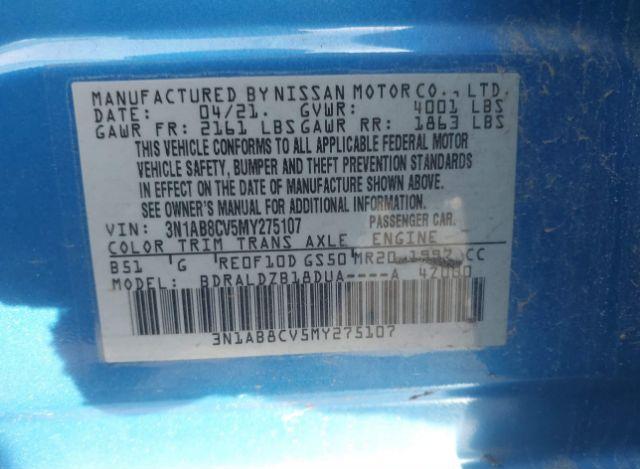 MANUFACTURED BY NISSAN MOTOR CO., LTD.
DATE: 04/21. GVWR: 4001 LBS
GAWR FR: 2161 LBS GAWR RR: 1863 LBS
THIS VEHICLE CONFORMS TO ALL APPLICABLE FEDERAL MOTOR
VEHICLE SAFETY, BUMPER AND THEFT PREVENTION STANDARDS
IN EFFECT ON THE DATE OF MANUFACTURE SHOWN ABOVE.
SEE OWNER'S MANUAL FOR ADDITIONAL INFORMATION.
VIN: 3N1AB8CV5MY275107 PASSENGER CAR
COLOR TRIM TRANS AXLE ENGINE
B51 G RE0F10D GS50 MR20 1997 CC
MODEL: BDRALDZB18DUA----A 47080
3N1AB8CV5MY275107